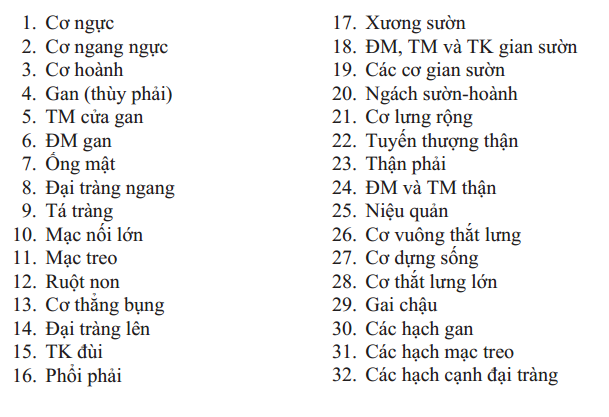 1. Cơ ngực
2. Cơ ngang ngực
3. Cơ hoành
4. Gan (thùy phải)
5. TM cửa gan
6. ĐM gan
7. Ống mật
8. Đại tràng ngang
9. Tá tràng
10. Mạc nối lớn
11. Mạc treo
12. Ruột non
13. Cơ thẳng bụng
14. Đại tràng lên
15. TK đùi
16. Phổi phải
17. Xương sườn
18. ĐM, TM và TK gian sườn
19. Các cơ gian sườn
20. Ngách sườn-hoành
21. Cơ lưng rộng
22. Tuyến thượng thận
23. Thận phải
24. ĐM và TM thận
25. Niệu quản
26. Cơ vuông thắt lưng
27. Cơ dựng sống
28. Cơ thắt lưng lớn
29. Gai chậu
30. Các hạch gan
31. Các hạch mạc treo
32. Các hạch cạnh đại tràng